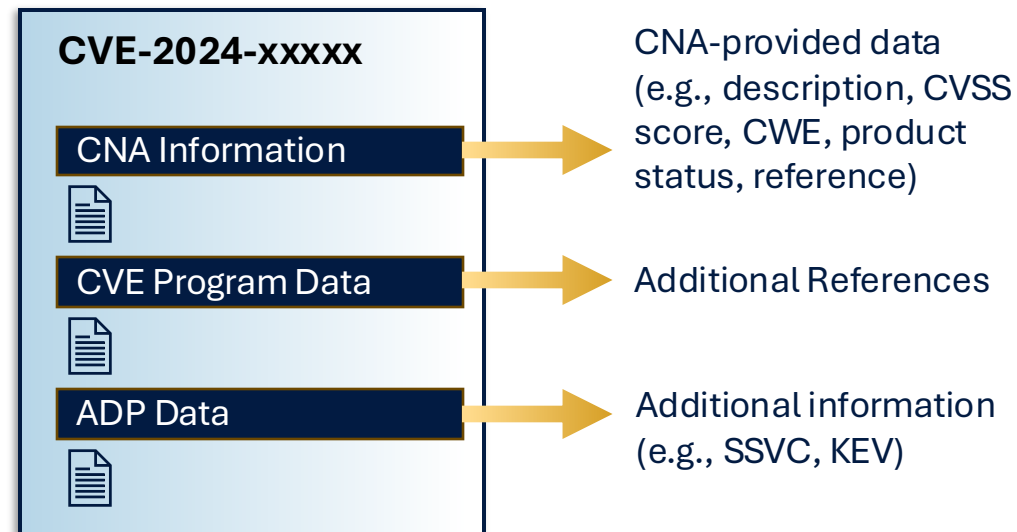 CVE-2024-xxxxx
CNA Information
CNA-provided data
(e.g., description, CVSS
score, CWE, product
status, reference)
CVE Program Data
Additional References
ADP Data
Additional information
(e.g., SSVC, KEV)